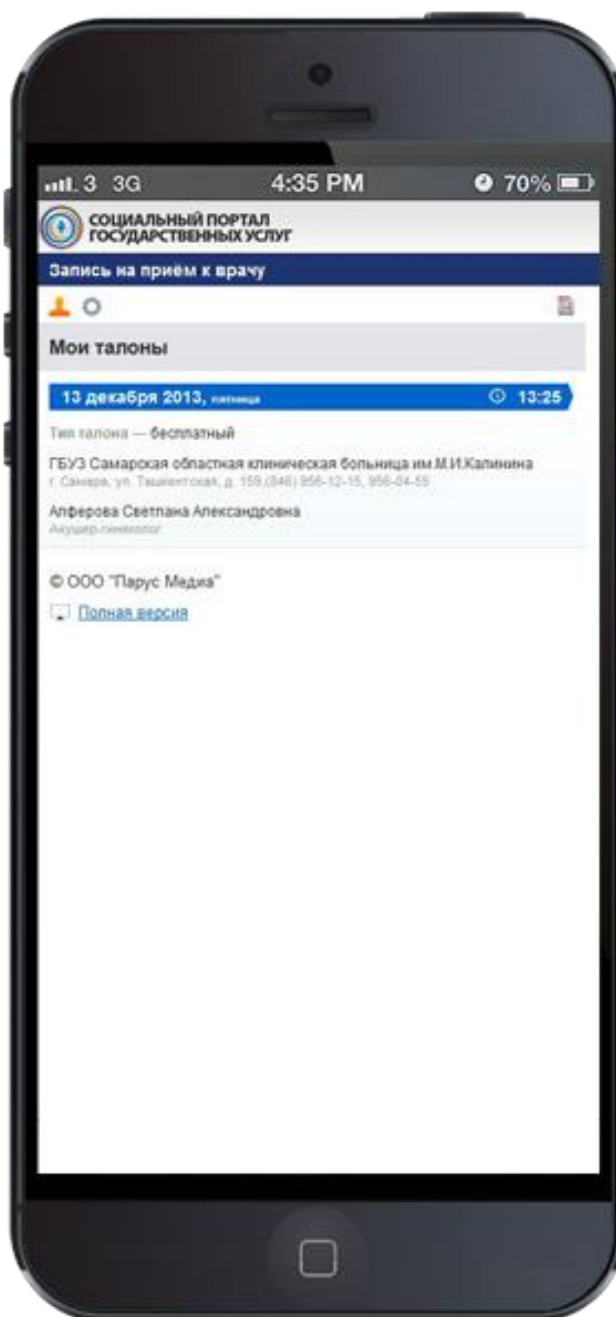 3 3G 4:35 PM 70%
СОЦИАЛЬНЫЙ ПОРТАЛ
ГОСУДАРСТВЕННЫХ УСЛУГ
Запись на приём к врачу
Мои талоны
13 декабря 2013, пятница 13:25
Тип талона — бесплатный
ГБУЗ Самарская областная клиническая больница им.М.И.Калинина
г. Самара, ул. Ташкентская, д. 159,(846) 956-12-15, 956-04-55
Алферова Светлана Александровна
Акушер-гинеколог
© ООО "Парус Медиа"
Полная версия